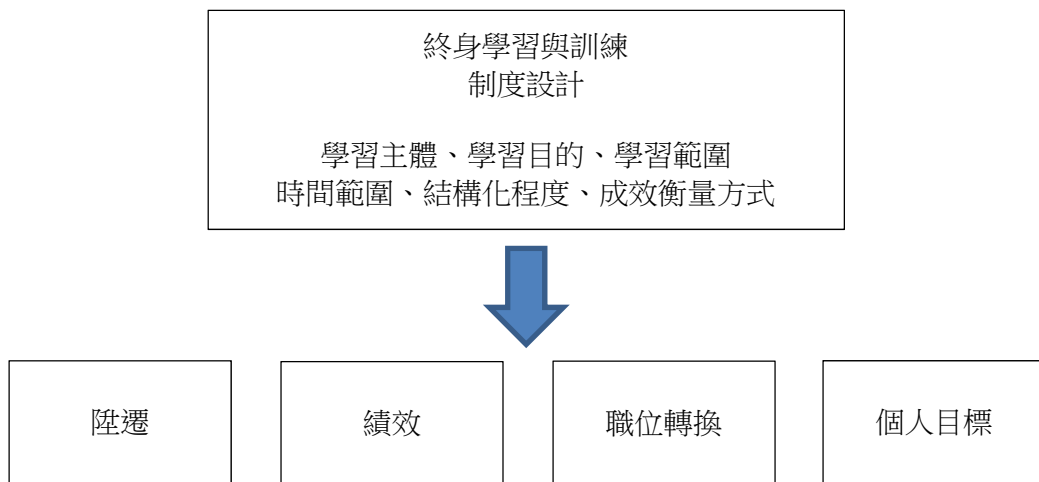 終身學習與訓練
制度設計
學習主體、學習目的、學習範圍
時間範圍、結構化程度、成效衡量方式
陞遷
績效
職位轉換
個人目標